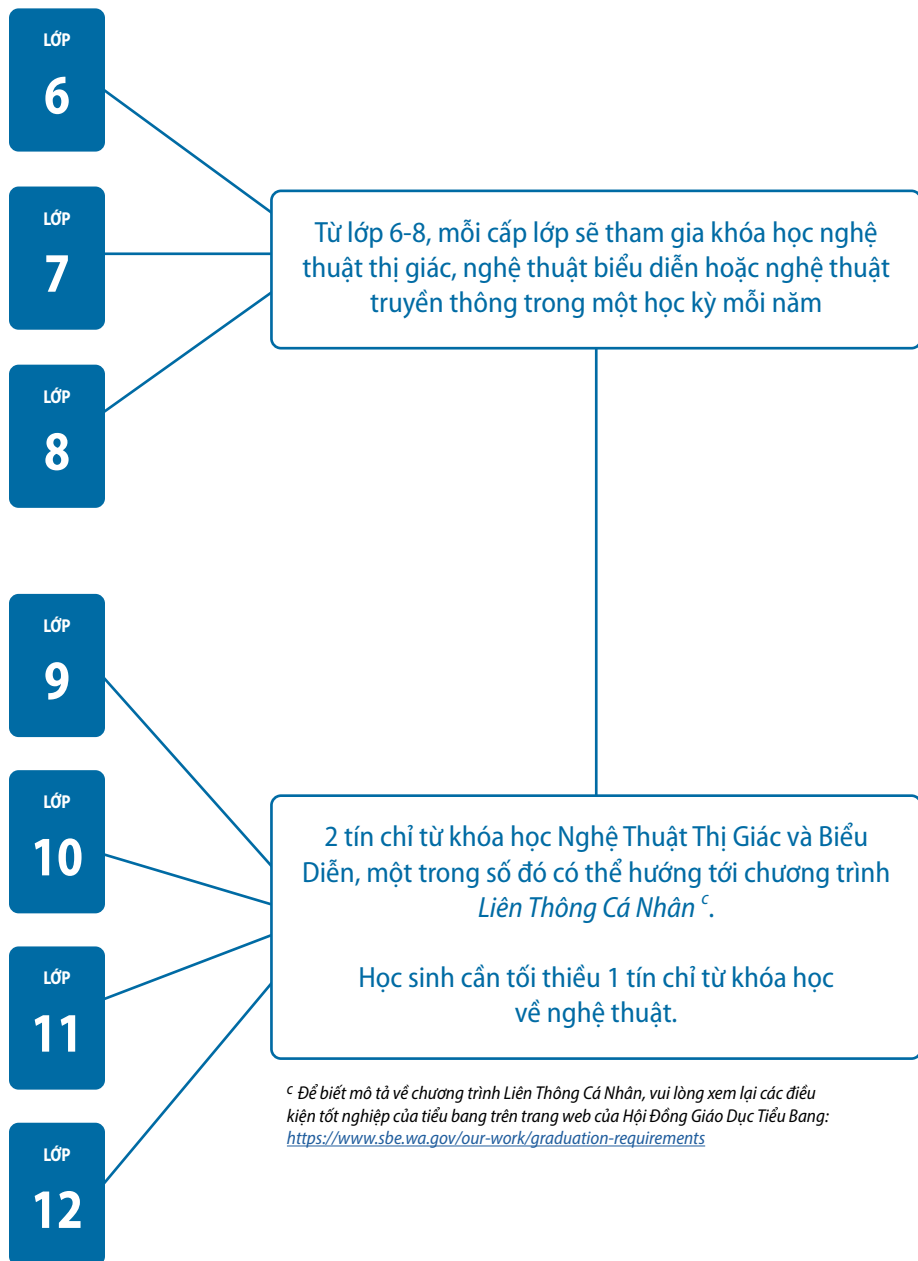 LỚP
6
LỚP
7
LỚP
8
Từ lớp 6-8, mỗi cấp lớp sẽ tham gia khóa học nghệ
thuật thị giác, nghệ thuật biểu diễn hoặc nghệ thuật
truyền thông trong một học kỳ mỗi năm
LỚP
9
LỚP
10
LỚP
11
LỚP
12
2 tín chỉ từ khóa học Nghệ Thuật Thị Giác và Biểu
Diễn, một trong số đó có thể hướng tới chương trình
Liên Thông Cá Nhân c.
Học sinh cần tối thiều 1 tín chỉ từ khóa học
về nghệ thuật.
c Để biết mô tả về chương trình Liên Thông Cá Nhân, vui lòng xem lại các điều
kiện tốt nghiệp của tiểu bang trên trang web của Hội Đồng Giáo Dục Tiểu Bang:
https://www.sbe.wa.gov/our-work/graduation-requirements